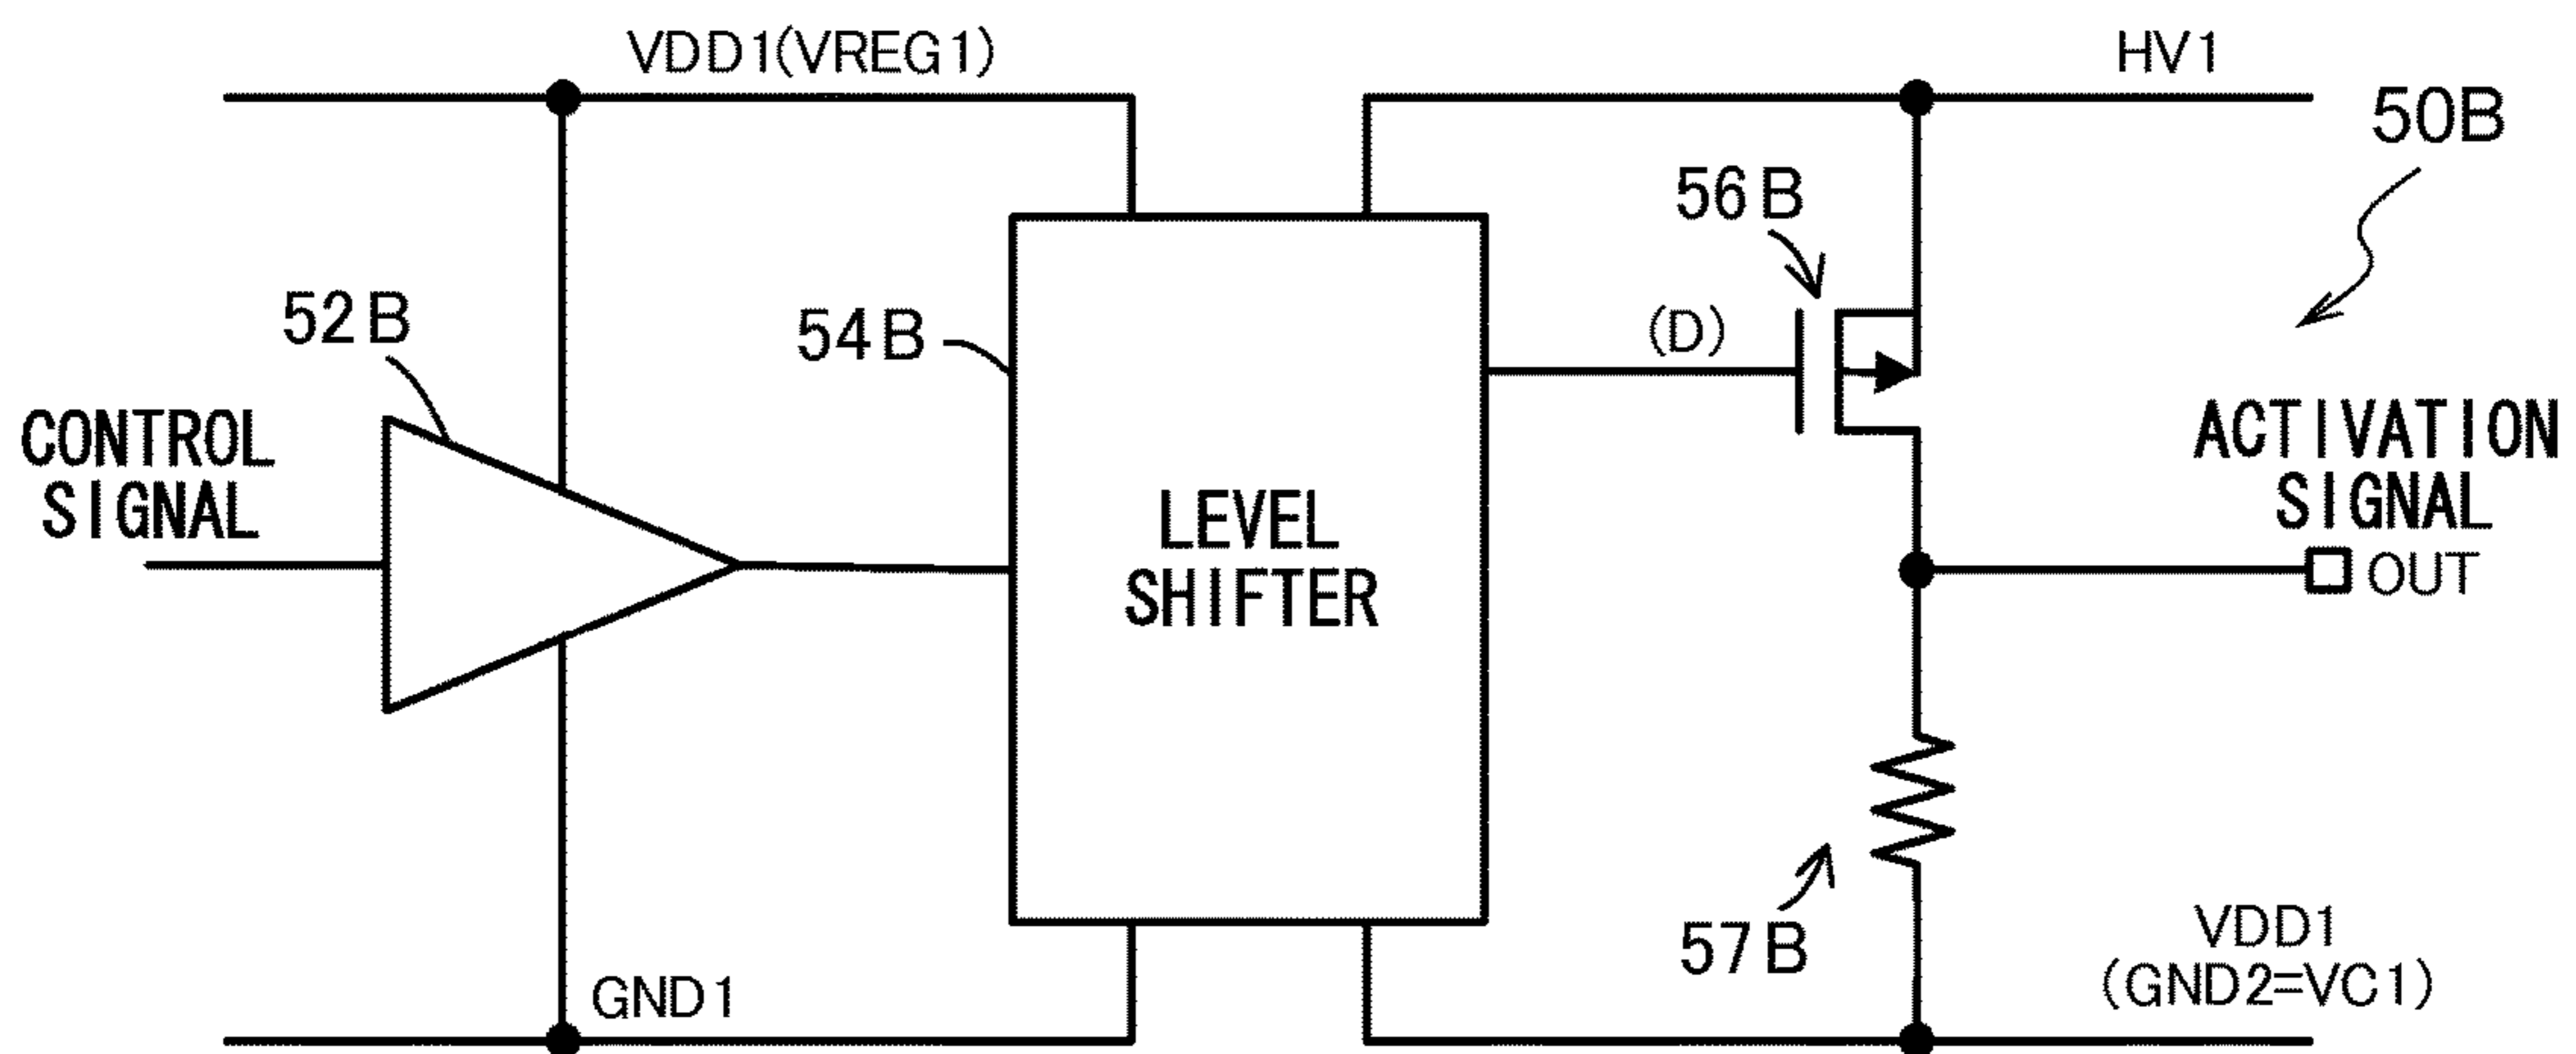 VDD1(VREG1)
HV1
50B
56B
52B
54B
(D)
CONTROL
SIGNAL
ACTIVATION
SIGNAL
LEVEL
SHIFTER
OUT
57B
VDD1
(GND2=VC1)
GND1